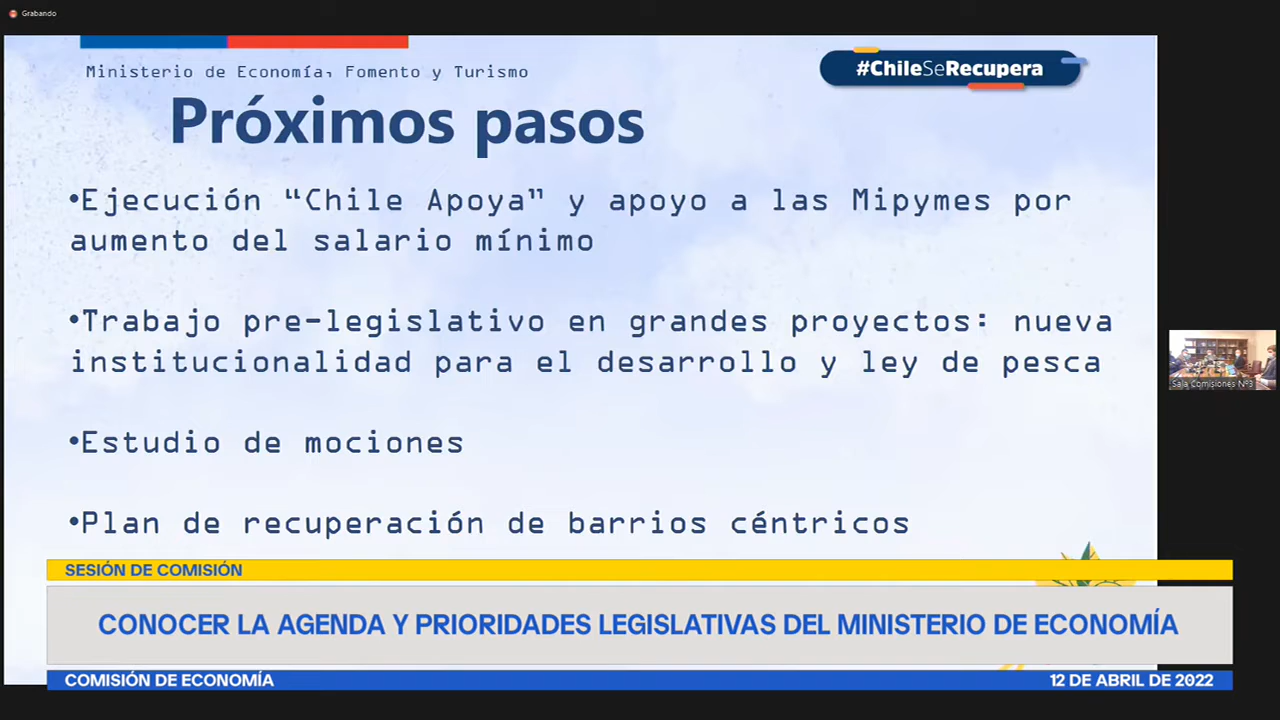 Grabando
Ministerio de Economía, Fomento y Turismo
#ChileSeRecupera
Próximos pasos
•Ejecución “Chile Apoya” y apoyo a las Mipymes por
aumento del salario mínimo
•Trabajo pre-legislativo en grandes proyectos: nueva
institucionalidad para el desarrollo y ley de pesca
•Estudio de mociones
•Plan de recuperación de barrios céntricos
Sala Comisiones Nº3
SESIÓN DE COMISIÓN
CONOCER LA AGENDA Y PRIORIDADES LEGISLATIVAS DEL MINISTERIO DE ECONOMÍA
COMISIÓN DE ECONOMÍA
12 DE ABRIL DE 2022